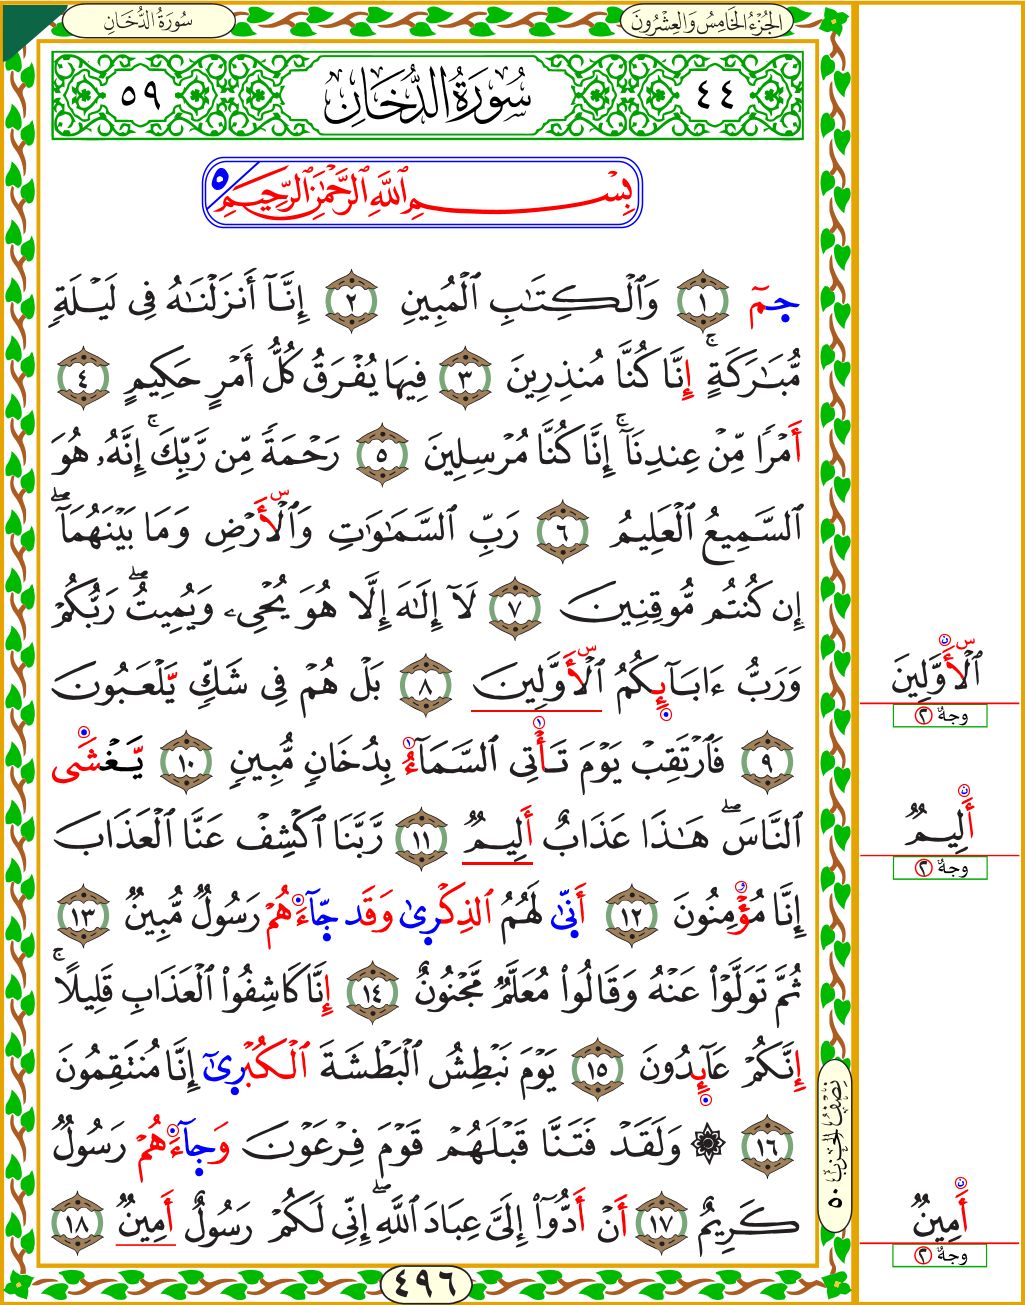 سُورَةُ الدُّخَانِ
الجُزْءُ الخَامِسُ وَالعِشْرُونَ
٤٤ سُورَةُ الدُّخَانِ ٥٩
بِسْمِ ٱللَّهِ ٱلرَّحْمَٰنِ ٱلرَّحِيمِ ٥
حمٓ ١ وَٱلْكِتَٰبِ ٱلْمُبِينِ ٢ إِنَّآ أَنزَلْنَٰهُ فِى لَيْلَةٍ
مُّبَٰرَكَةٍ ۚ إِنَّا كُنَّا مُنذِرِينَ ٣ فِيهَا يُفْرَقُ كُلُّ أَمْرٍ حَكِيمٍ ٤
أَمْرًا مِّنْ عِندِنَآ ۚ إِنَّا كُنَّا مُرْسِلِينَ ٥ رَحْمَةً مِّن رَّبِّكَ ۚ إِنَّهُۥ هُوَ
ٱلسَّمِيعُ ٱلْعَلِيمُ ٦ رَبِّ ٱلسَّمَٰوَٰتِ وَٱلْأَرْضِ وَمَا بَيْنَهُمَآ ۖ
إِن كُنتُم مُّوقِنِينَ ٧ لَآ إِلَٰهَ إِلَّا هُوَ يُحْىِۦ وَيُمِيتُ ۖ رَبُّكُمْ
وَرَبُّ ءَابَآئِكُمُ ٱلْأَوَّلِينَ ٨ بَلْ هُمْ فِى شَكٍّ يَلْعَبُونَ
٩ فَٱرْتَقِبْ يَوْمَ تَأْتِى ٱلسَّمَآءُ بِدُخَانٍ مُّبِينٍ ١٠ يَغْشَى
ٱلنَّاسَ ۖ هَٰذَا عَذَابٌ أَلِيمٌ ١١ رَّبَّنَا ٱكْشِفْ عَنَّا ٱلْعَذَابَ
إِنَّا مُؤْمِنُونَ ١٢ أَنَّىٰ لَهُمُ ٱلذِّكْرَىٰ وَقَدْ جَآءَهُمْ رَسُولٌ مُّبِينٌ ١٣
ثُمَّ تَوَلَّوْا۟ عَنْهُ وَقَالُوا۟ مُعَلَّمٌ مَّجْنُونٌ ١٤ إِنَّا كَاشِفُوا۟ ٱلْعَذَابِ قَلِيلًا ۚ
إِنَّكُمْ عَآئِدُونَ ١٥ يَوْمَ نَبْطِشُ ٱلْبَطْشَةَ ٱلْكُبْرَىٰٓ إِنَّا مُنتَقِمُونَ
١٦ ۞ وَلَقَدْ فَتَنَّا قَبْلَهُمْ قَوْمَ فِرْعَوْنَ وَجَآءَهُمْ رَسُولٌ
كَرِيمٌ ١٧ أَنْ أَدُّوٓا۟ إِلَىَّ عِبَادَ ٱللَّهِ ۖ إِنِّى لَكُمْ رَسُولٌ أَمِينٌ ١٨
ٱلْأَوَّلِينَ
وجهٌ ٢
أَلِيمٌ
وجهٌ ٢
نِصْفُ الحِزْبِ ٥٠
أَمِينٌ
وجهٌ ٢
٤٩٦